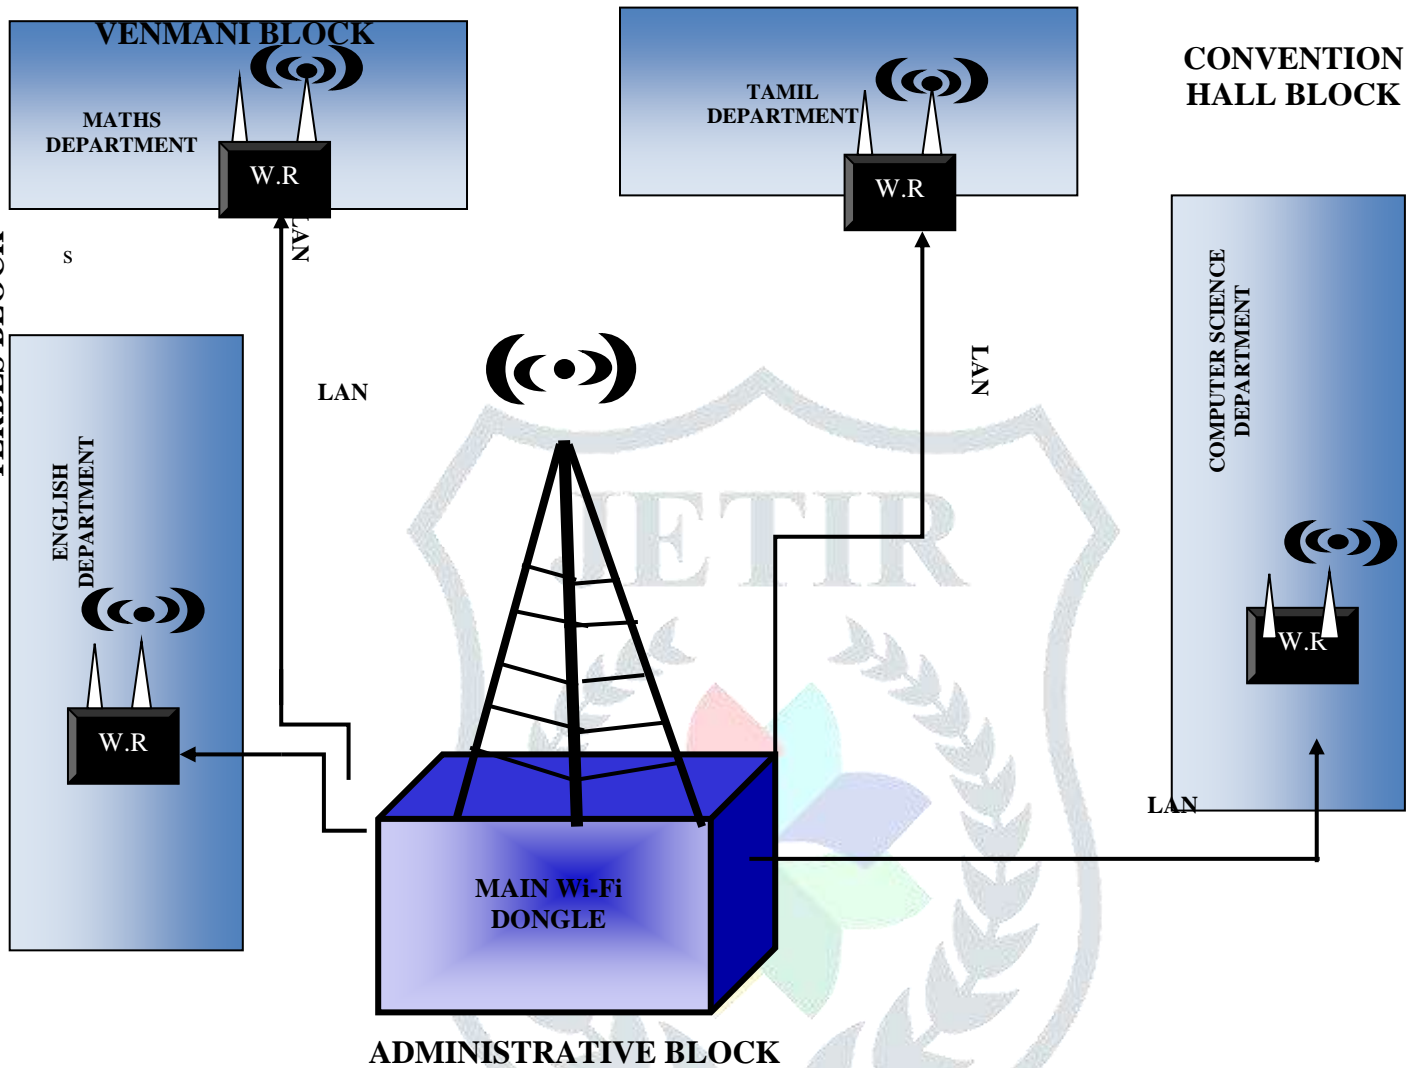 VENMANI BLOCK
MATHS
DEPARTMENT
W.R
LAN
TAMIL
DEPARTMENT
W.R
CONVENTION
HALL BLOCK
BLOCK
S
LAN
LAN
COMPUTER SCIENCE
DEPARTMENT
W.R
LAN
ENGLISH
DEPARTMENT
W.R
JETIR
MAIN Wi-Fi
DONGLE
ADMINISTRATIVE BLOCK